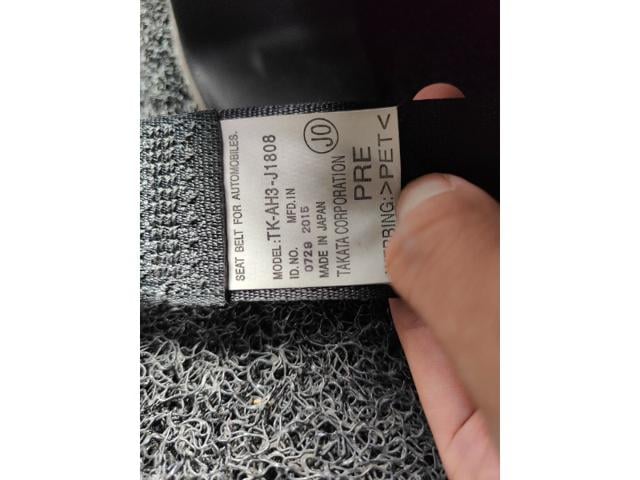 SEAT BELT FOR AUTOMOBILES.
MODEL:TK-AH3-J1808
ID.NO. MFD.IN
0729 2015
MADE IN JAPAN
TAKATA CORPORATION
JO
PRE
>PET<